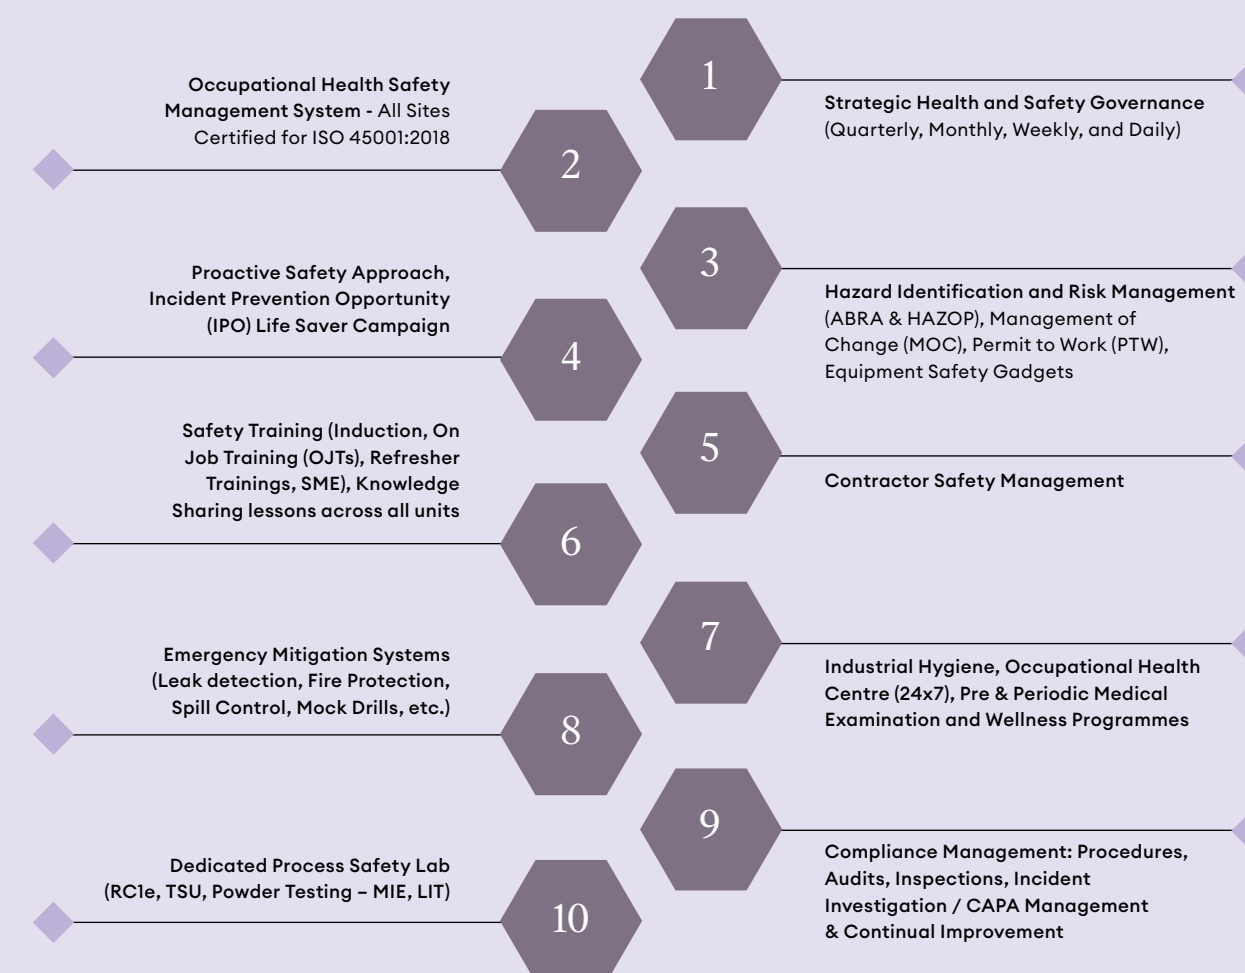 1
Strategic Health and Safety Governance
(Quarterly, Monthly, Weekly, and Daily)
Occupational Health Safety
Management System - All Sites
Certified for ISO 45001:2018
2
3
Hazard Identification and Risk Management
(ABRA & HAZOP), Management of
Change (MOC), Permit to Work (PTW),
Equipment Safety Gadgets
Proactive Safety Approach,
Incident Prevention Opportunity
(IPO) Life Saver Campaign
4
5
Contractor Safety Management
Safety Training (Induction, On
Job Training (OJTs), Refresher
Trainings, SME), Knowledge
Sharing lessons across all units
6
7
Industrial Hygiene, Occupational Health
Centre (24x7), Pre & Periodic Medical
Examination and Wellness Programmes
Emergency Mitigation Systems
(Leak detection, Fire Protection,
Spill Control, Mock Drills, etc.)
8
9
Compliance Management: Procedures,
Audits, Inspections, Incident
Investigation / CAPA Management
& Continual Improvement
Dedicated Process Safety Lab
(RC1e, TSU, Powder Testing – MIE, LIT)
10